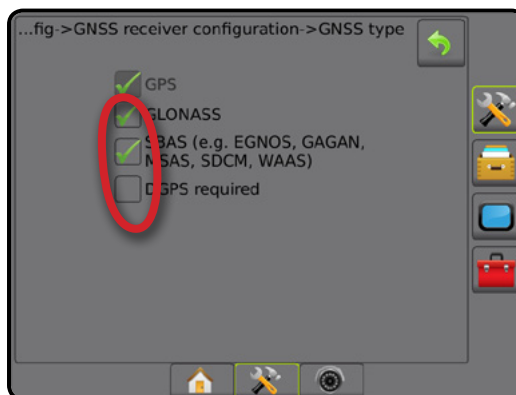 ...fig->GNSS receiver configuration->GNSS type
GPS
GLONASS
SBAS (e.g. EGNOS, GAGAN,
MSAS, SDCM, WAAS)
DGPS required